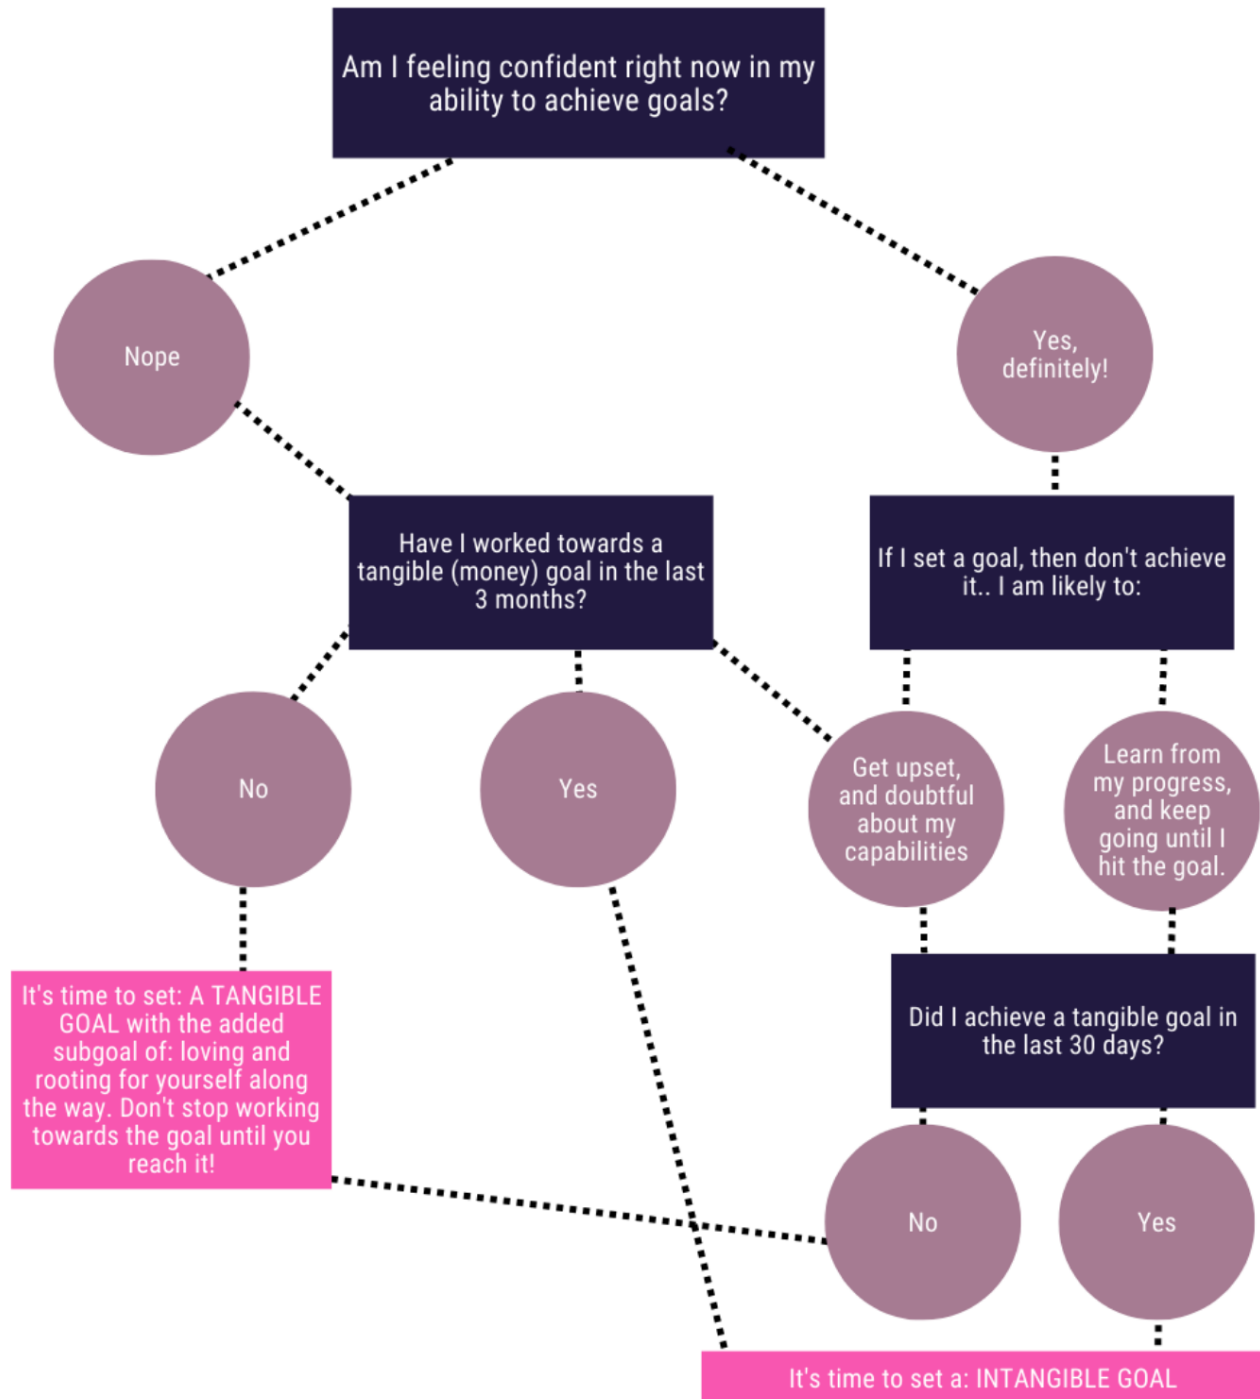 Am I feeling confident right now in my
ability to achieve goals?
Nope
Yes,
definitely!
Have I worked towards a
tangible (money) goal in the last
3 months?
If I set a goal, then don't achieve
it.. I am likely to:
No
Yes
Get upset,
and doubtful
about my
capabilities
Learn from
my progress,
and keep
going until I
hit the goal.
It's time to set: A TANGIBLE
GOAL with the added
subgoal of: loving and
rooting for yourself along
the way. Don't stop working
towards the goal until you
reach it!
Did I achieve a tangible goal in
the last 30 days?
No
Yes
It's time to set a: INTANGIBLE GOAL